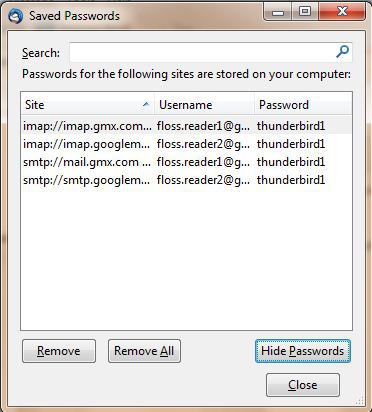 Saved Passwords
Search:
Passwords for the following sites are stored on your computer:
Site Username Password
imap://imap.gmx.com... floss.reader1@g... thunderbird1
imap://imap.googlem... floss.reader2@g... thunderbird1
smtp://mail.gmx.com ... floss.reader1@g... thunderbird1
smtp://smtp.googlem... floss.reader2@g... thunderbird1
Remove Remove All Hide Passwords
Close